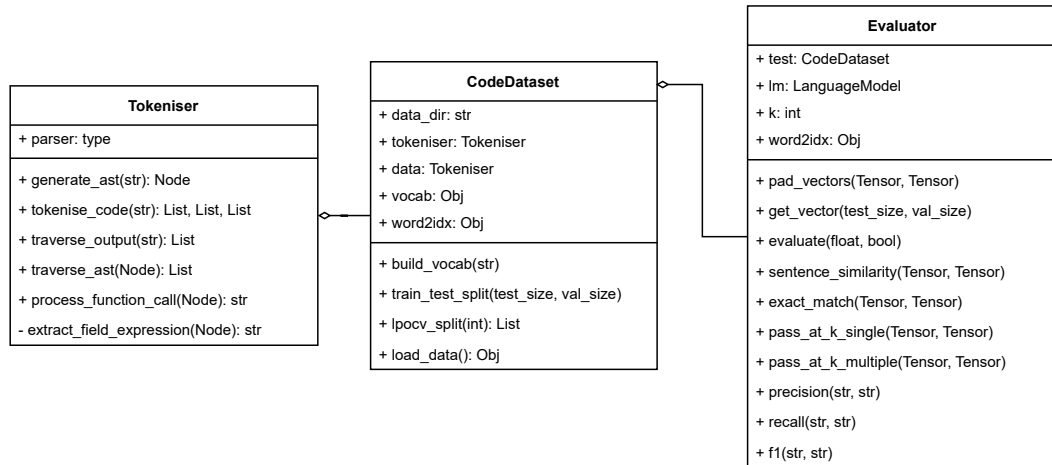 Tokeniser
+ parser: type
+ generate_ast(str): Node
+ tokenise_code(str): List, List, List
+ traverse_output(str): List
+ traverse_ast(Node): List
+ process_function_call(Node): str
- extract_field_expression(Node): str
CodeDataset
+ data_dir: str
+ tokeniser: Tokeniser
+ data: Tokeniser
+ vocab: Obj
+ word2idx: Obj
+ build_vocab(str)
+ train_test_split(test_size, val_size)
+ lpocv_split(int): List
+ load_data(): Obj
Evaluator
+ test: CodeDataset
+ lm: LanguageModel
+ k: int
+ word2idx: Obj
+ pad_vectors(Tensor, Tensor)
+ get_vector(test_size, val_size)
+ evaluate(float, bool)
+ sentence_similarity(Tensor, Tensor)
+ exact_match(Tensor, Tensor)
+ pass_at_k_single(Tensor, Tensor)
+ pass_at_k_multiple(Tensor, Tensor)
+ precision(str, str)
+ recall(str, str)
+ f1(str, str)